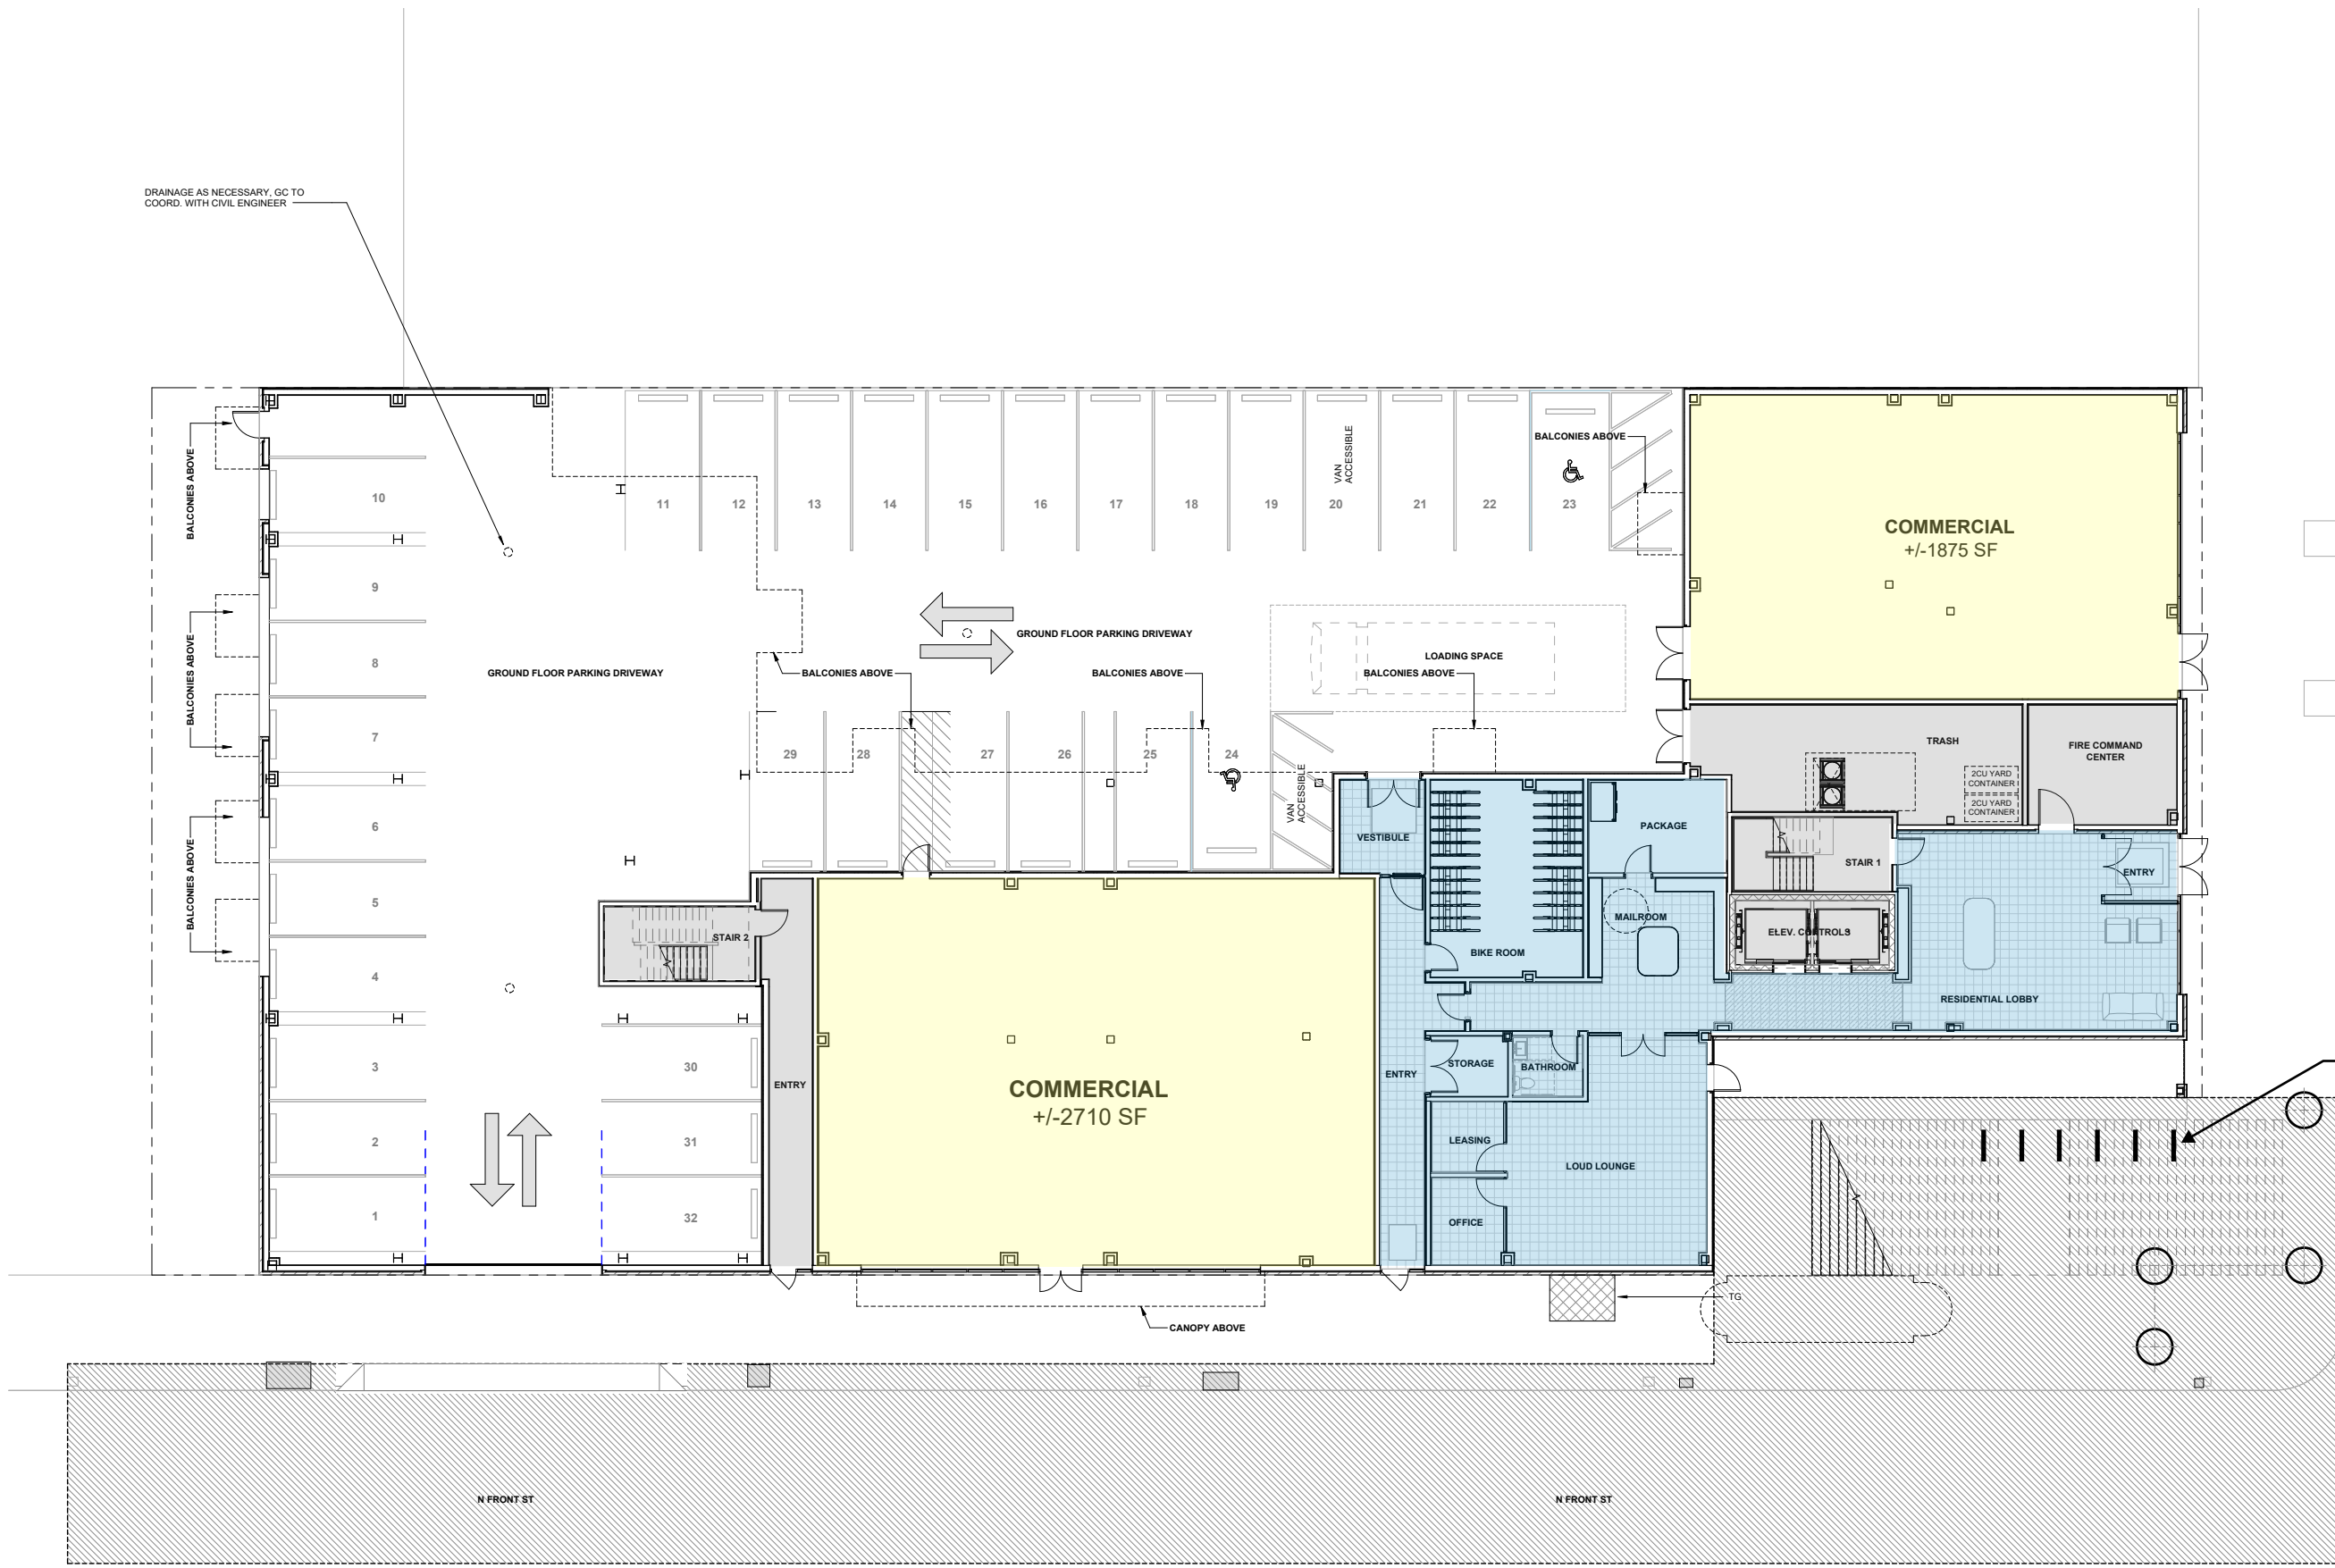 DRAINAGE AS NECESSARY, GC TO
COORD. WITH CIVIL ENGINEER
BALCONIES ABOVE
BALCONIES ABOVE
BALCONIES ABOVE
10
9
8
7
6
5
4
3
2
1
11
12
13
14
15
16
17
18
19
VAN
ACCESSIBLE
20
21
22
23
BALCONIES ABOVE
COMMERCIAL
+/-1875 SF
GROUND FLOOR PARKING DRIVEWAY
GROUND FLOOR PARKING DRIVEWAY
LOADING SPACE
BALCONIES ABOVE
BALCONIES ABOVE
BALCONIES ABOVE
29
28
27
26
25
24
VAN
ACCESSIBLE
TRASH
2CU YARD
CONTAINER
2CU YARD
CONTAINER
FIRE COMMAND
CENTER
VESTIBULE
PACKAGE
STAIR 1
ENTRY
MAILROOM
ELEV. CONTROLS
STAIR 2
BIKE ROOM
RESIDENTIAL LOBBY
30
31
32
ENTRY
COMMERCIAL
+/-2710 SF
ENTRY
STORAGE
BATHROOM
LEASING
LOUD LOUNGE
OFFICE
TG
CANOPY ABOVE
N FRONT ST
N FRONT ST